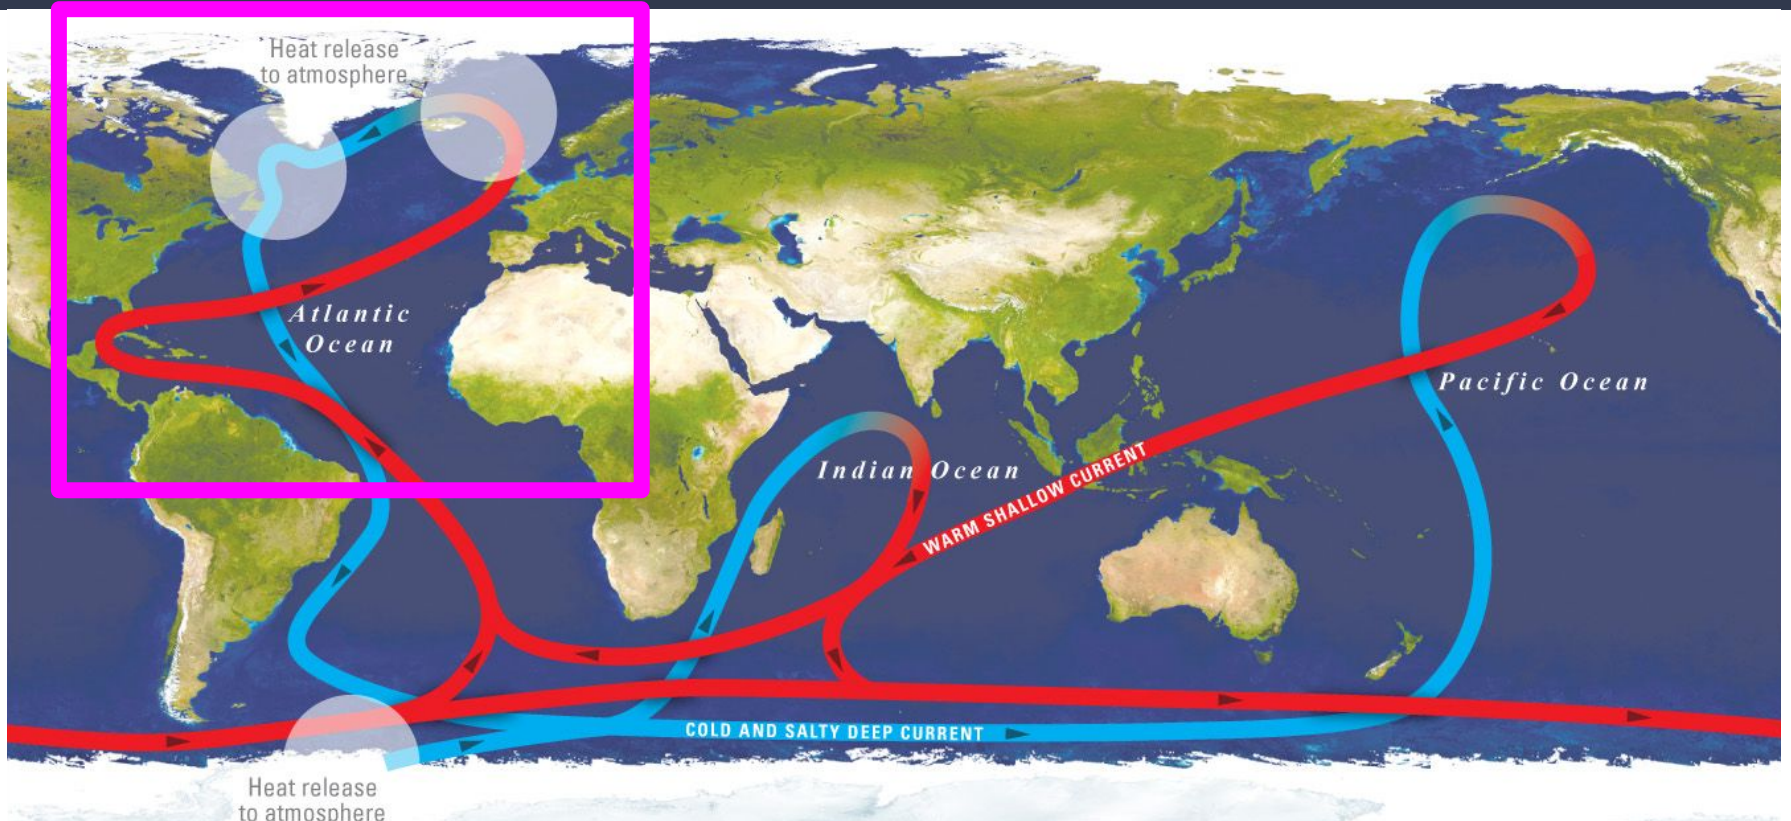 Heat release
to atmosphere
Atlantic
Ocean
Pacific Ocean
Indian Ocean
WARM SHALLOW CURRENT
COLD AND SALTY DEEP CURRENT
Heat release
to atmosphere